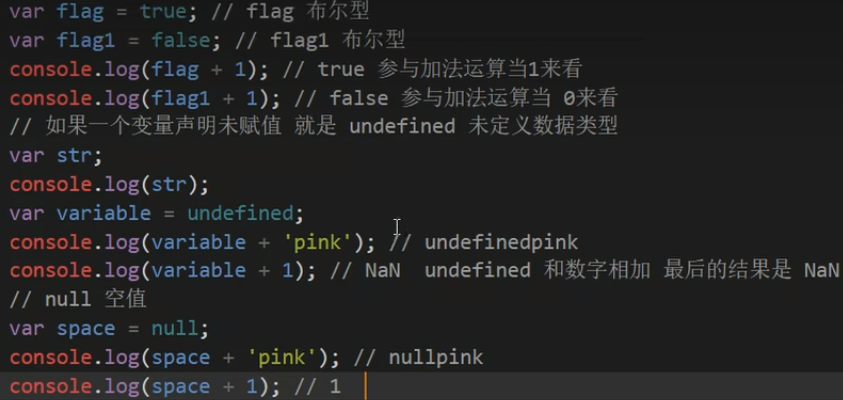 var flag = true; // flag 布尔型
var flag1 = false; // flag1 布尔型
console.log(flag + 1); // true 参与加法运算当1来看
console.log(flag1 + 1); // false 参与加法运算当 0来看
// 如果一个变量声明未赋值 就是 undefined 未定义数据类型
var str;
console.log(str);
var variable = undefined;
console.log(variable + 'pink'); // undefinedpink
console.log(variable + 1); // NaN  undefined 和数字相加 最后的结果是 NaN
// null 空值
var space = null;
console.log(space + 'pink'); // nullpink
console.log(space + 1); // 1